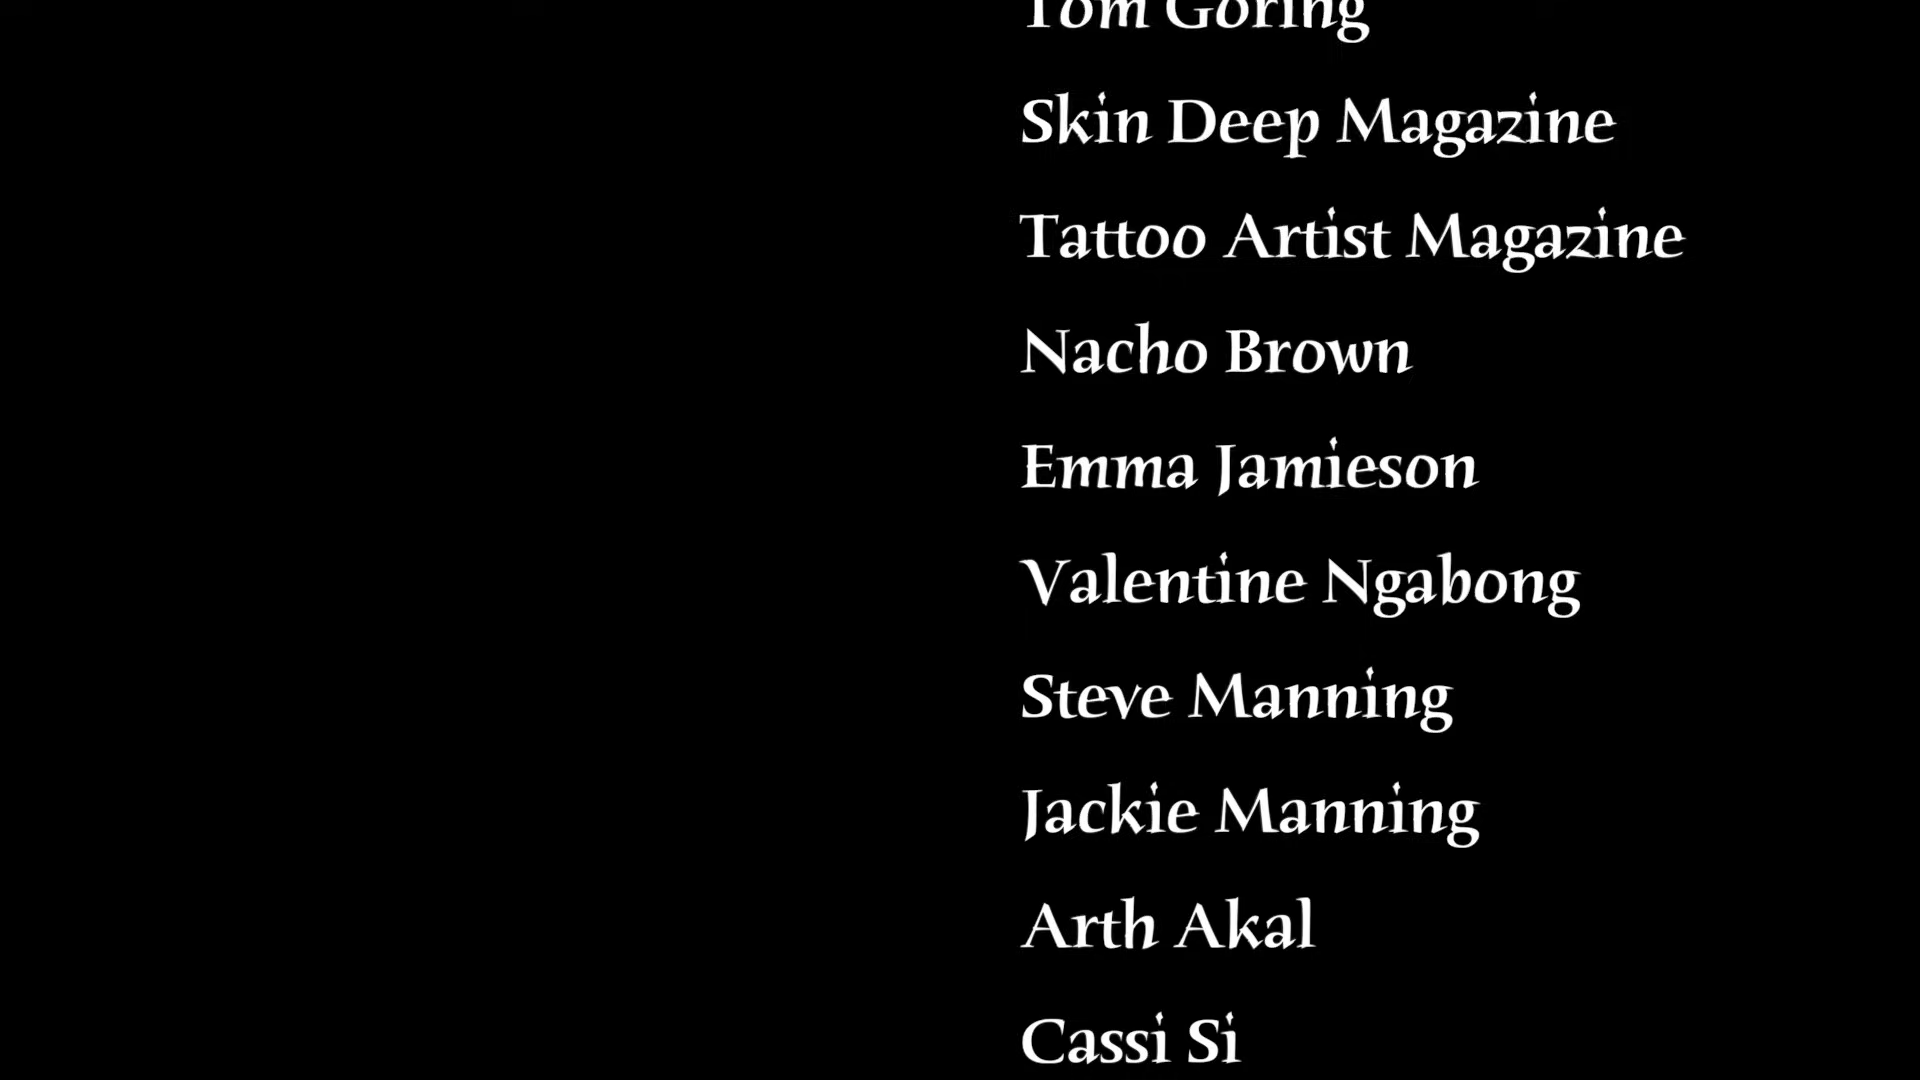 Tom Goring
Skin Deep Magazine
Tattoo Artist Magazine
Nacho Brown
Emma Jamieson
Valentine Ngabong
Steve Manning
Jackie Manning
Arth Akal
Cassi Si